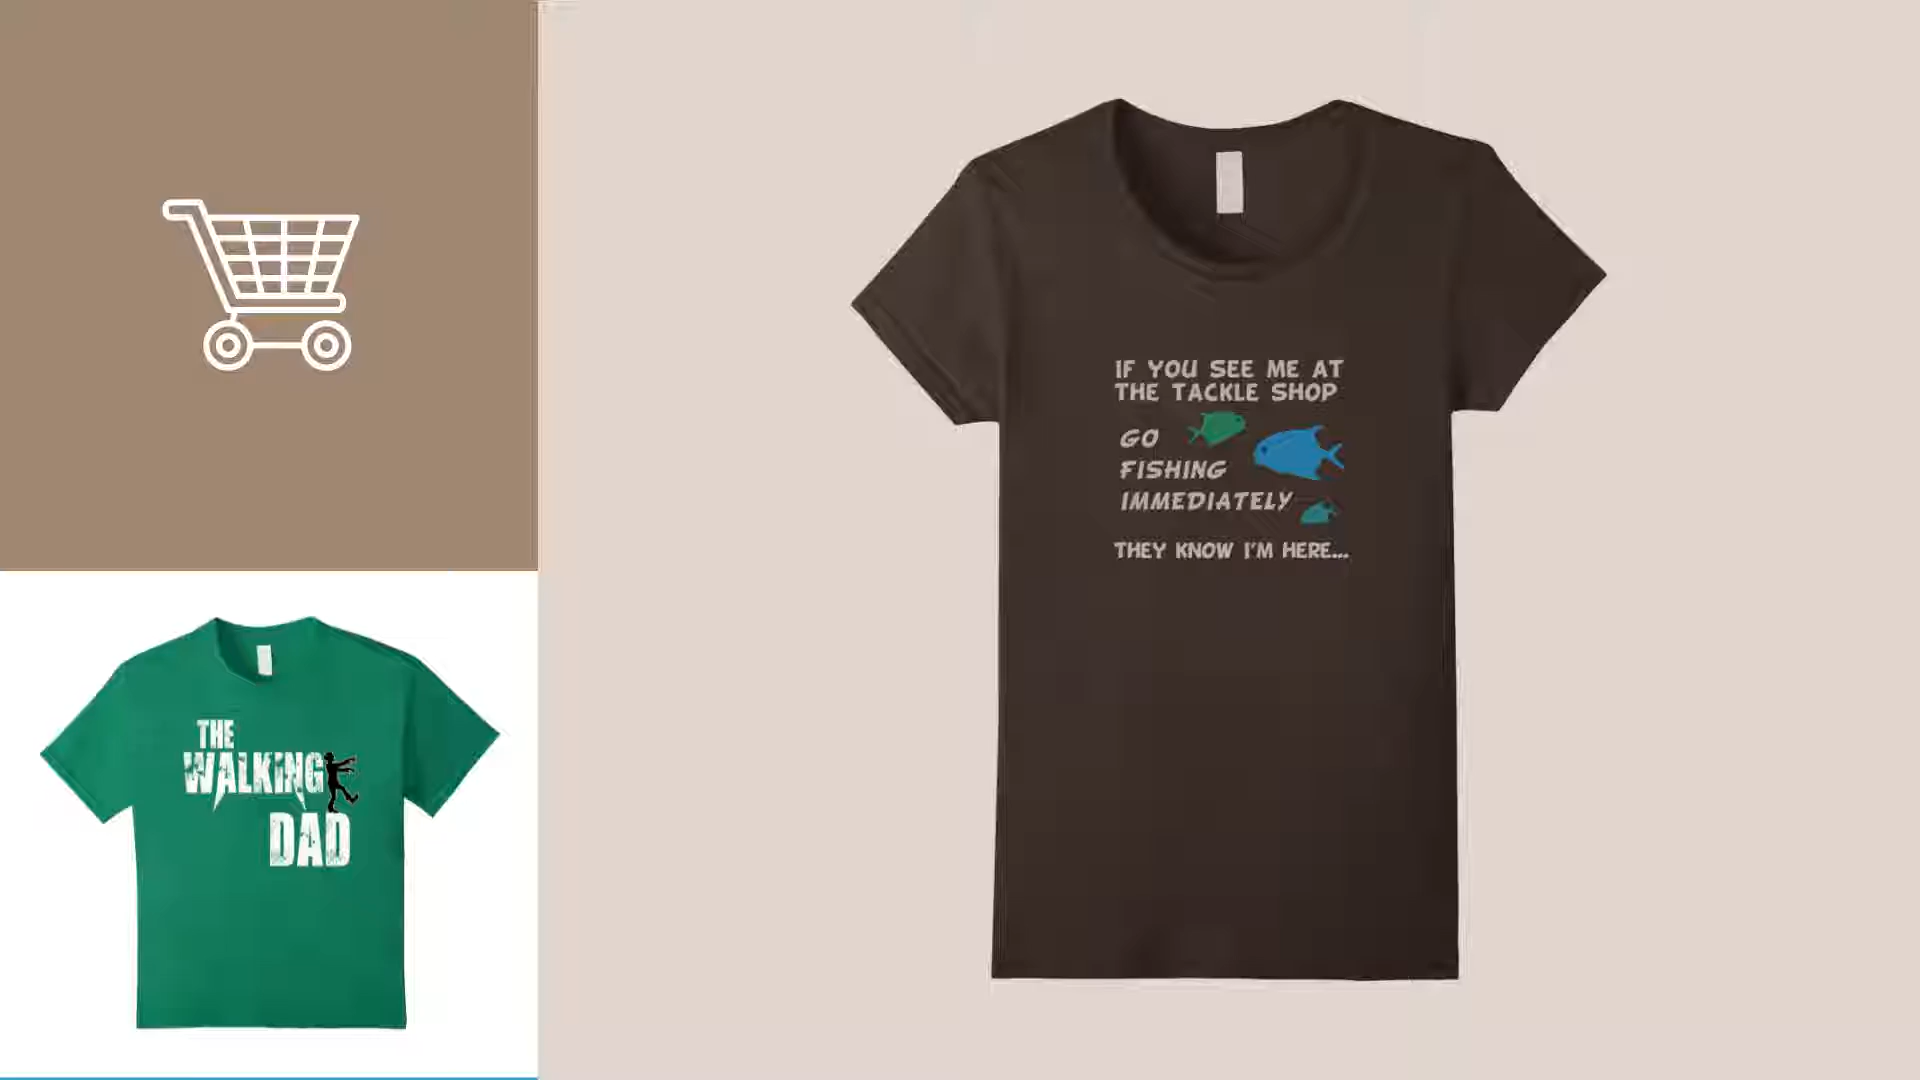 IF YOU SEE ME AT
THE TACKLE SHOP
GO
FISHING
IMMEDIATELY
THEY KNOW I'M HERE...
THE
WALKING
DAD